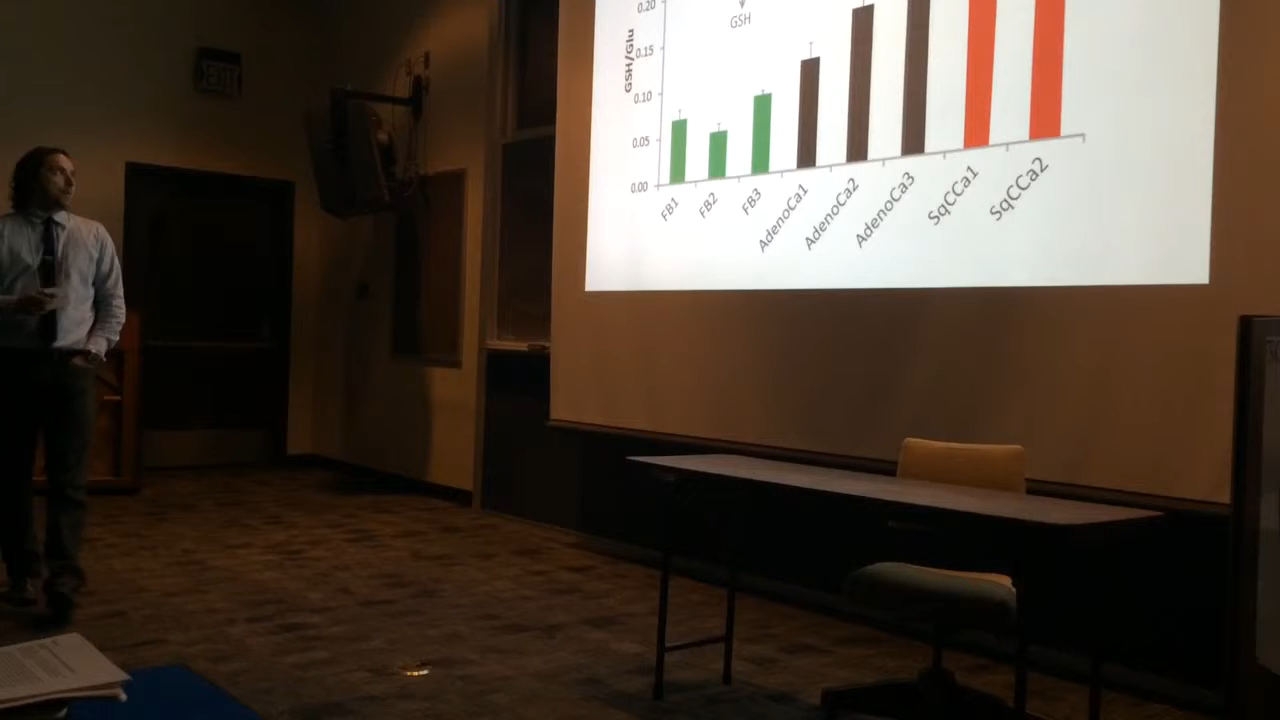 EXIT
0.20
GSH
0.15
GSH/Glu
0.10
0.05
0.00
FB1
FB2
FB3
AdenoCa1
AdenoCa2
AdenoCa3
SqCCa1
SqCCa2